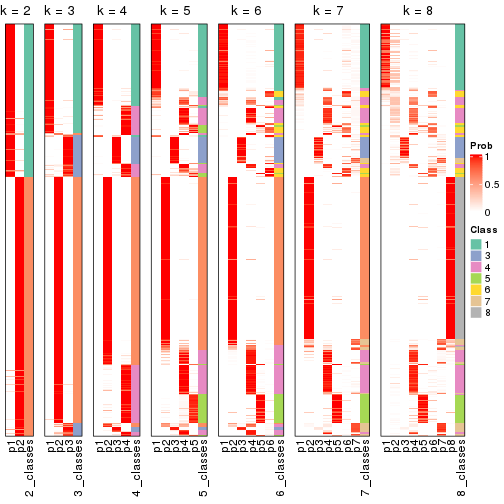 k = 2
k = 3
k = 4
k = 5
k = 6
k = 7
k = 8
Prob
1
0.5
0
Class
1
3
4
5
6
7
8
p1
p2
2_classes
p1
p2
p3
3_classes
p1
p2
p3
p4
4_classes
p1
p2
p3
p4
p5
5_classes
p1
p2
p3
p4
p5
p6
6_classes
p1
p2
p3
p4
p5
p6
p7
7_classes
p1
p2
p3
p4
p5
p6
p7
p8
8_classes